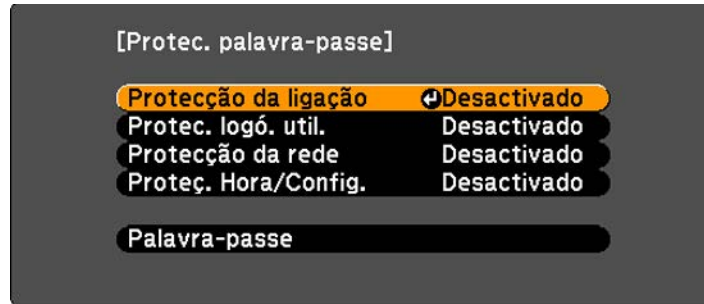 [Protec. palavra-passe]
Protecção da ligação Desactivado
Protec. logó. util. Desactivado
Protecção da rede Desactivado
Proteç. Hora/Config. Desactivado
Palavra-passe